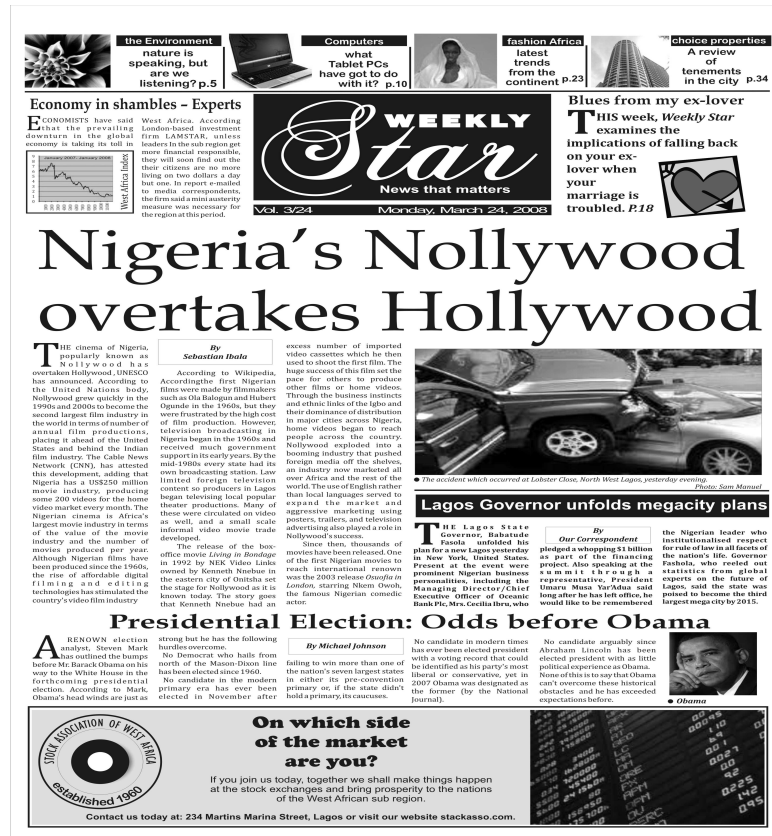 the Environment
nature is
speaking, but
are we
listening? p.5
Computers
what
Tablet PCs
have got to do
with it? p.10
fashion Africa
latest
trends
from the
continent p.23
choice properties
A review
of
tenements
in the city p.34
Economy in shambles – Experts
ECONOMISTS have said
that the prevailing
downturn in the global
economy is taking its toll in
January 2007- January 2008
West Africa Index
West Africa. According
London-based investment
firm LAMSTAR, unless
leaders in the sub region get
more financial responsible,
they will soon find out the
their citizens are no more
living on two dollars a day
but one. In report e-mailed
to media correspondents,
the firm said a mini austerity
measure was necessary for
the region at this period.
WEEKLY
Star
News that matters
Vol. 3/24 Monday, March 24, 2008
Blues from my ex-lover
THIS week, Weekly Star
examines the
implications of falling back
on your ex-
lover when
your
marriage is
troubled. P.18
Nigeria's Nollywood
overtakes Hollywood
THE cinema of Nigeria,
popularly known as
Nollywood has
overtaken Hollywood , UNESCO
has announced. According to
the United Nations body,
Nollywood grew quickly in the
1990s and 2000s to become the
second largest film industry in
the world in terms of number of
annual film productions,
placing it ahead of the United
States and behind the Indian
film industry. The Cable News
Network (CNN), has attested
this development, adding that
Nigeria has a US$250 million
movie industry, producing
some 200 videos for the home
video market every month. The
Nigerian cinema in Africa's
largest movie industry in terms
of the value of the movie
industry and the number of
movies produced per year.
Although Nigerian films have
been produced since the 1960s,
the rise of affordable digital
filming and editing
technologies has stimulated the
country's video film industry
By
Sebastian Ibala
According to Wikipedia,
Accordingthe first Nigerian
films were made by filmmakers
such as Ola Balogun and Hubert
Ogunde in the 1960s, but they
were frustrated by the high cost
of film production. However,
television broadcasting in
Nigeria began in the 1960s and
received much government
support in its early years. By the
mid-1980s every state had its
own broadcasting station. Law
limited foreign television
content so producers in Lagos
began televising local popular
theater productions. Many of
these were circulated on video
as well, and a small scale
informal video movie trade
developed.
The release of the box-
office movie Living in Bondage
in 1992 by NEK Video Links
owned by Kenneth Nnebue in
the eastern city of Onitsha set
the stage for Nollywood as it is
known today. The story goes
that Kenneth Nnebue had an
excess number of imported
video cassettes which he then
used to shoot the first film. The
huge success of this film set the
pace for others to produce
other films or home videos.
Through the business instincts
and ethnic links of the Igbo and
their dominance of distribution
in major cities across Nigeria,
home videos began to reach
people across the country.
Nollywood exploded into a
booming industry that pushed
foreign media off the shelves,
an industry now marketed all
over Africa and the rest of the
world. The use of English rather
than local languages served to
expand the market and
aggressive marketing using
posters, trailers, and television
advertising also played a role in
Nollywood's success.
Since then, thousands of
movies have been released. One
of the first Nigerian movies to
reach international renown
was the 2003 release Osuofia in
London, starring Nkem Owoh,
the famous Nigerian comedic
actor.
The accident which occurred at Lobster Close, North West Lagos, yesterday evening.
Photo: Sam Manuel
Lagos Governor unfolds megacity plans
THE Lagos State
Governor, Babatude
Fasola unfolded his
plan for a new Lagos yesterday
in New York, United States.
Present at the event were
prominent Nigerian business
personalities, including the
Managing Director/Chief
Executive Officer of Oceanic
Bank Plc, Mrs. Cecilia Ibru, who
By
Our Correspondent
pledged a whopping $1 billion
as part of the financing
project. Also speaking at the
summit through a
representative, President
Umaru Musa Yar'Adua said
long after he has left office, he
would like to be remembered
the Nigerian leader who
institutionalised respect
for rule of law in all facets of
the nation's life. Governor
Fashola, who reeled out
statistics from global
experts on the future of
Lagos, said the state was
poised to become the third
largest mega city by 2015.
Presidential Election: Odds before Obama
A RENOWN election
analyst, Steven Mark
has outlined the bumps
before Mr. Barack Obama on his
way to the White House in the
forthcoming presidential
election. According to Mark,
Obama's head winds are just as
strong but he has the following
hurdles overcome.
No Democrat who hails from
north of the Mason-Dixon line
has been elected since 1960.
No candidate in the modern
primary era has ever been
elected in November after
By Michael Johnson
failing to win more than one of
the nation's seven largest states
in either its pre-convention
primary or, if the state didn't
hold a primary, its caucuses.
No candidate in modern times
has ever been elected president
with a voting record that could
be identified as his party's most
liberal or conservative, yet in
2007 Obama was designated as
the former (by the National
Journal).
No candidate arguably since
Abraham Lincoln has been
elected president with as little
political experience as Obama.
None of this is to say that Obama
can't overcome these historical
obstacles and he has exceeded
expectations before.
Obama
STOCK ASSOCIATION OF WEST AFRICA
established 1960
On which side
of the market
are you?
If you join us today, together we shall make things happen
at the stock exchanges and bring prosperity to the nations
of the West African sub region.
Contact us today at: 234 Martins Marina Street, Lagos or visit our website stackasso.com.